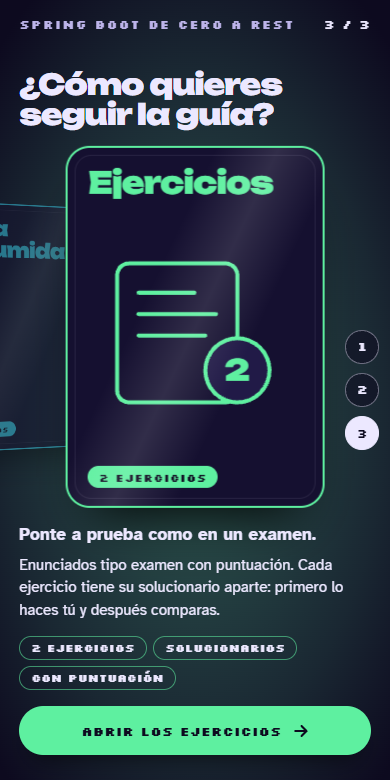 SPRING BOOT DE CERO A REST
3 / 3
¿Cómo quieres
seguir la guía?
Ejercicios
2
2 EJERCICIOS
1
2
3
Ponte a prueba como en un examen.
Enunciados tipo examen con puntuación. Cada
ejercicio tiene su solucionario aparte: primero lo
haces tú y después comparas.
2 EJERCICIOS
SOLUCIONARIOS
CON PUNTUACIÓN
ABRIR LOS EJERCICIOS →